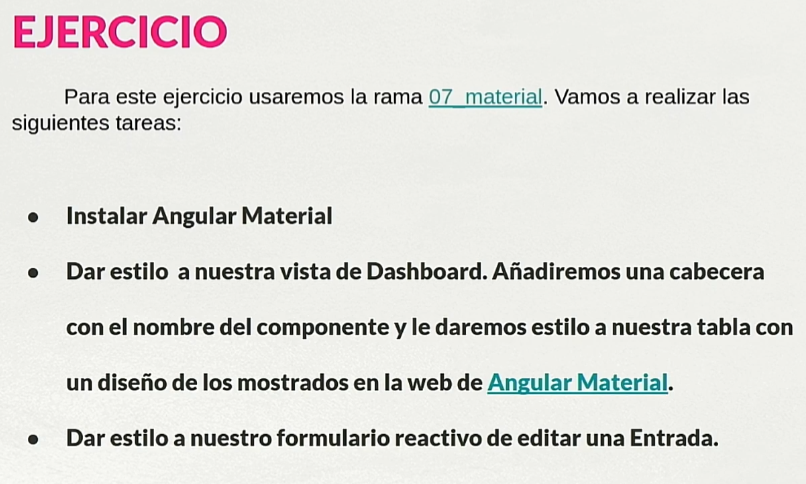 EJERCICIO
Para este ejercicio usaremos la rama 07_material. Vamos a realizar las
siguientes tareas:
● Instalar Angular Material
● Dar estilo a nuestra vista de Dashboard. Añadiremos una cabecera
con el nombre del componente y le daremos estilo a nuestra tabla con
un diseño de los mostrados en la web de Angular Material.
● Dar estilo a nuestro formulario reactivo de editar una Entrada.